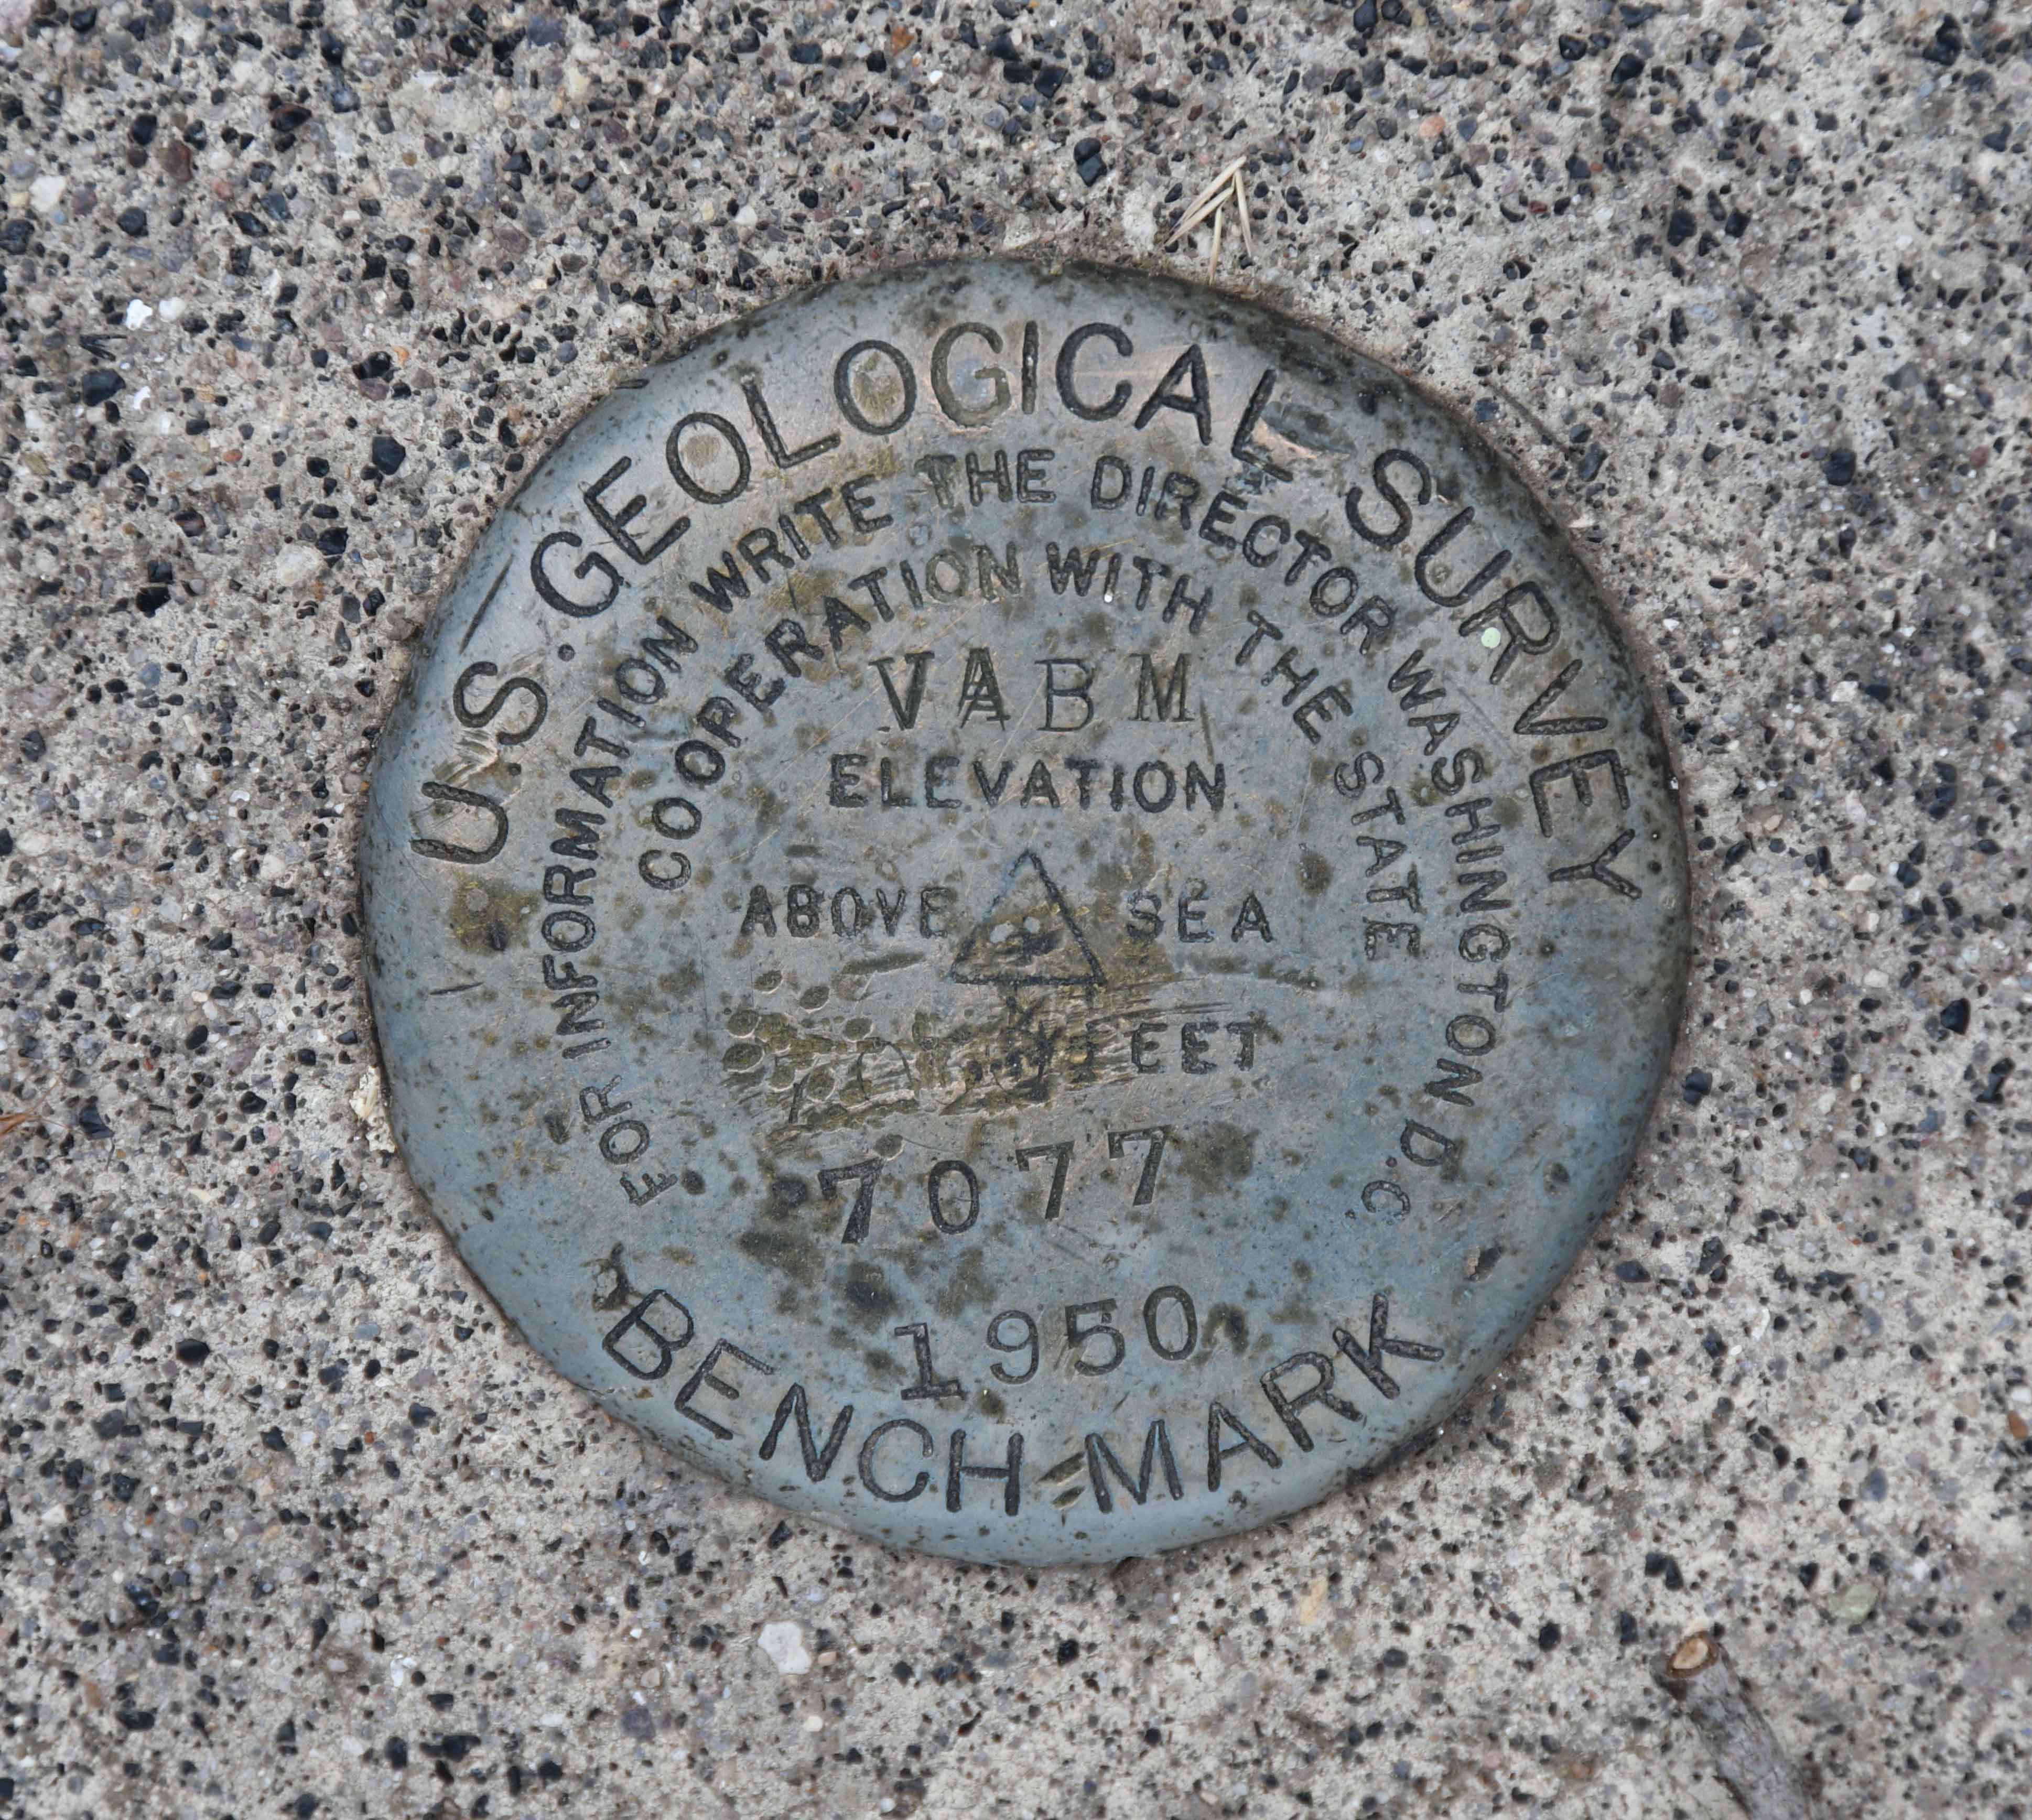 U.S. GEOLOGICAL SURVEY
FOR INFORMATION WRITE THE DIRECTOR WASHINGTON D.C.
COOPERATION WITH THE STATE
VABM
ELEVATION
ABOVE SEA
FEET
7077
1950
BENCH MARK